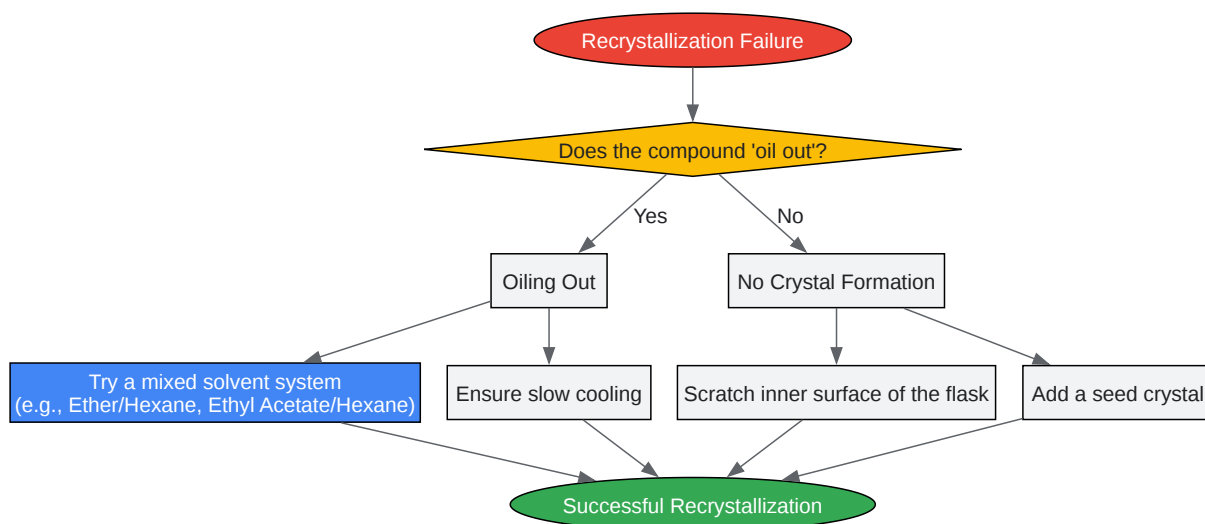 Recrystallization Failure
Does the compound 'oil out'?
Yes
No
Oiling Out
No Crystal Formation
Try a mixed solvent system
(e.g., Ether/Hexane, Ethyl Acetate/Hexane)
Ensure slow cooling
Scratch inner surface of the flask
Add a seed crystal
Successful Recrystallization